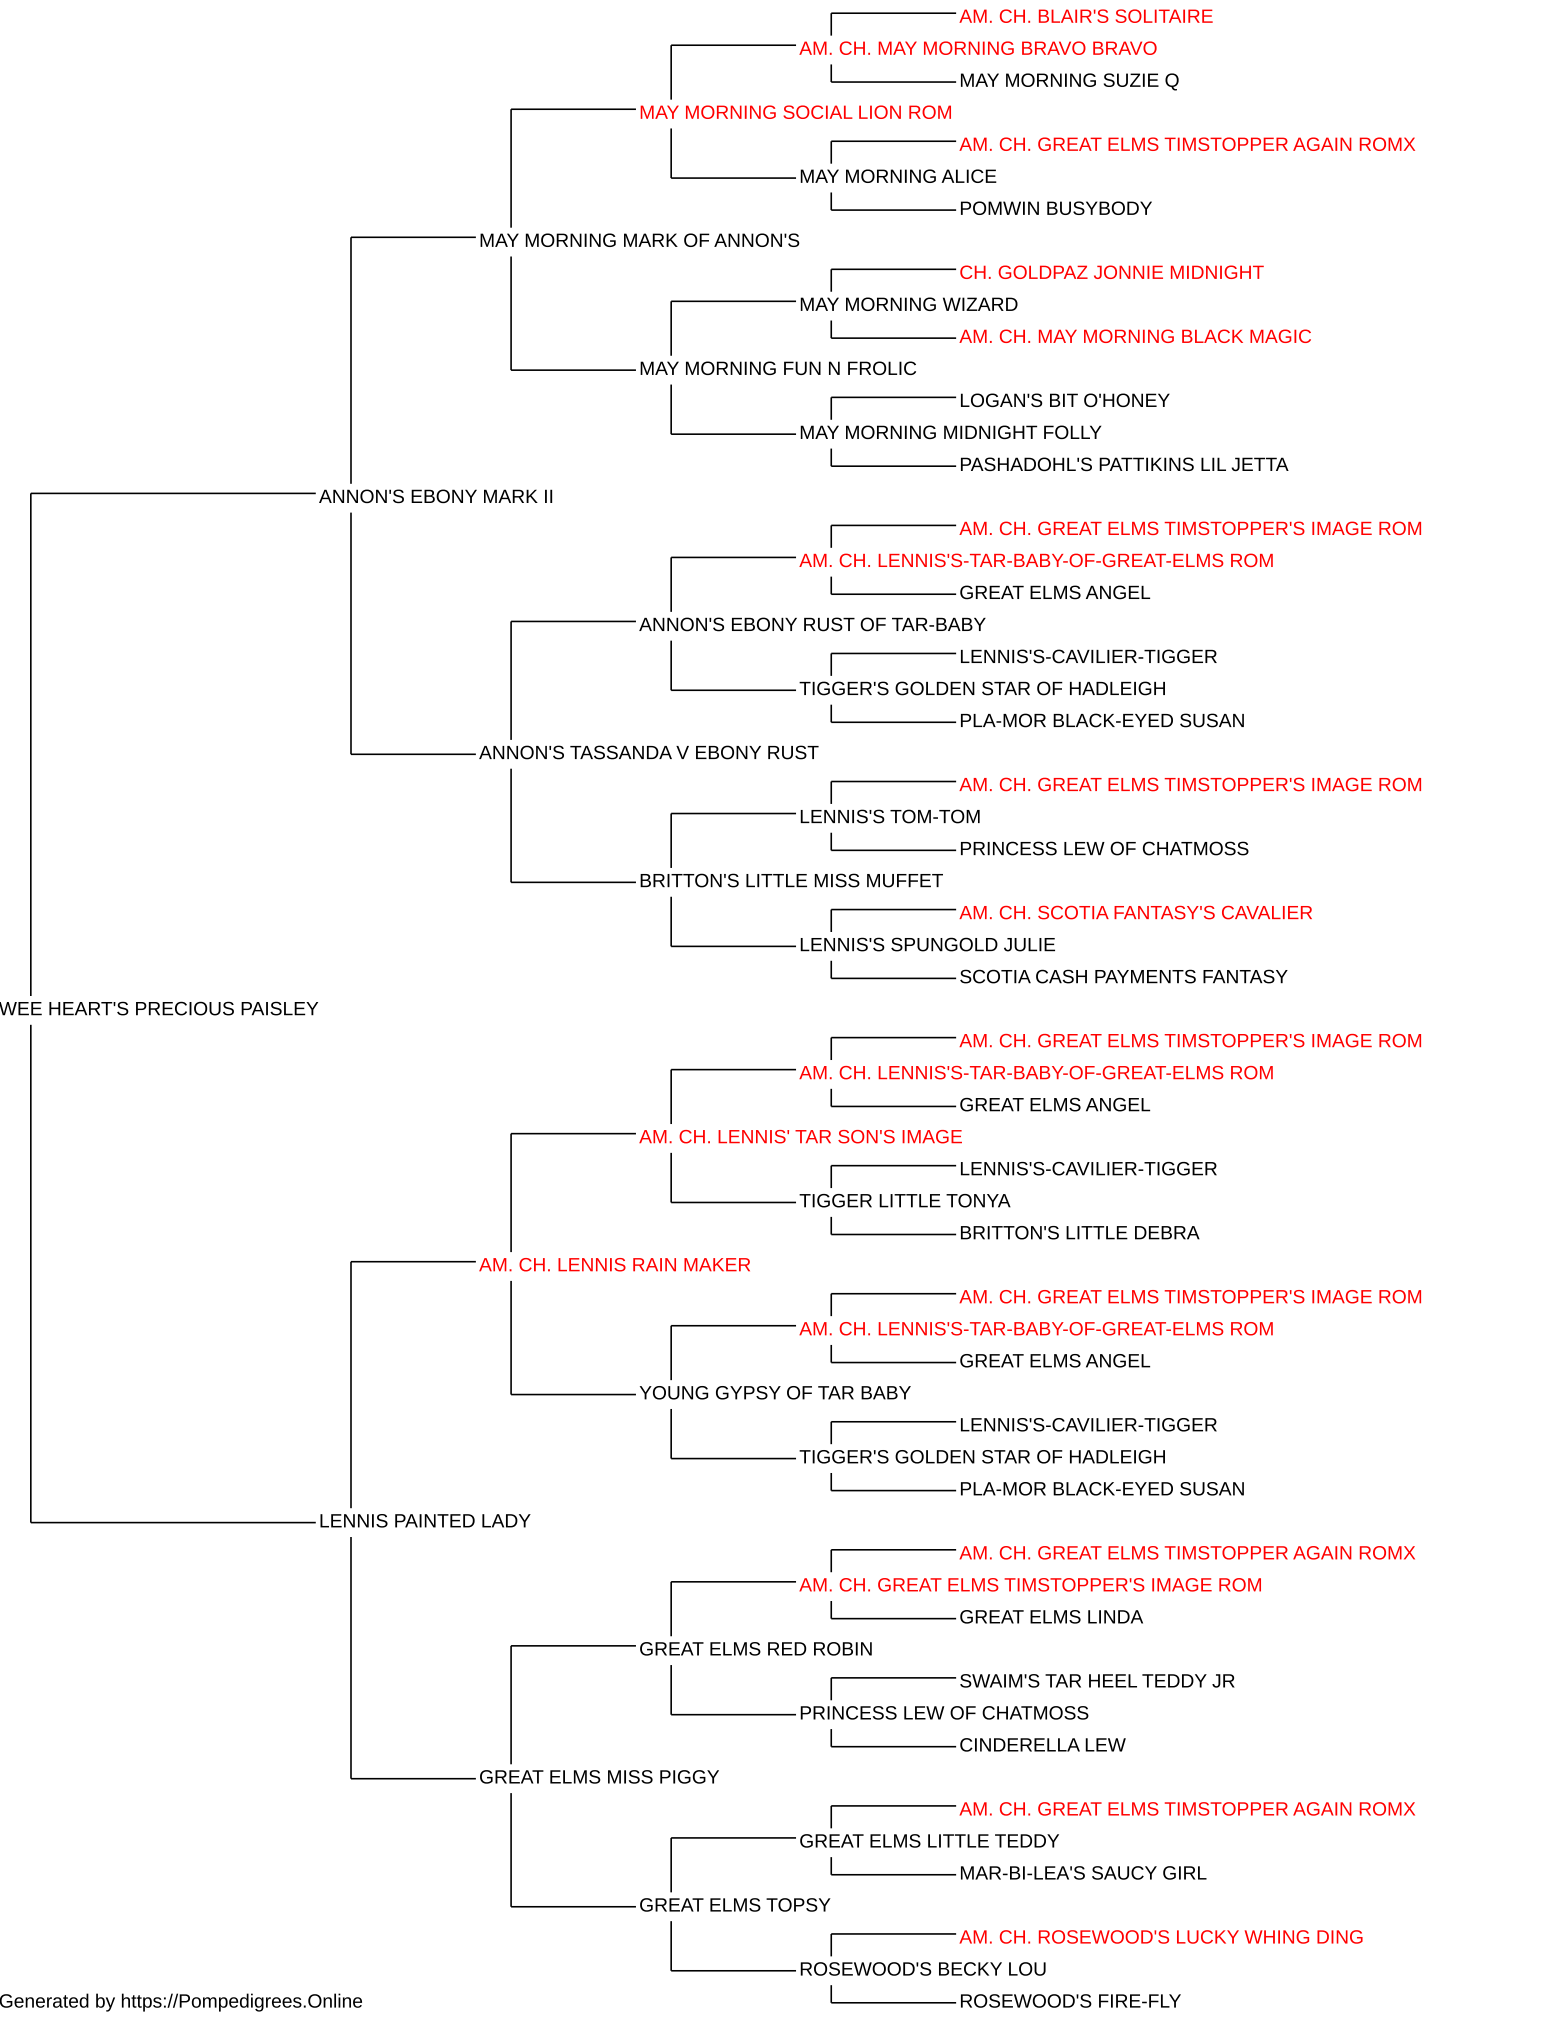 AM. CH. BLAIR'S SOLITAIRE
AM. CH. MAY MORNING BRAVO BRAVO
MAY MORNING SUZIE Q
MAY MORNING SOCIAL LION ROM
AM. CH. GREAT ELMS TIMSTOPPER AGAIN ROMX
MAY MORNING ALICE
POMWIN BUSYBODY
MAY MORNING MARK OF ANNON'S
CH. GOLDPAZ JONNIE MIDNIGHT
MAY MORNING WIZARD
AM. CH. MAY MORNING BLACK MAGIC
MAY MORNING FUN N FROLIC
LOGAN'S BIT O'HONEY
MAY MORNING MIDNIGHT FOLLY
PASHADOHL'S PATTIKINS LIL JETTA
ANNON'S EBONY MARK II
AM. CH. GREAT ELMS TIMSTOPPER'S IMAGE ROM
AM. CH. LENNIS'S-TAR-BABY-OF-GREAT-ELMS ROM
GREAT ELMS ANGEL
ANNON'S EBONY RUST OF TAR-BABY
LENNIS'S-CAVILIER-TIGGER
TIGGER'S GOLDEN STAR OF HADLEIGH
PLA-MOR BLACK-EYED SUSAN
ANNON'S TASSANDA V EBONY RUST
AM. CH. GREAT ELMS TIMSTOPPER'S IMAGE ROM
LENNIS'S TOM-TOM
PRINCESS LEW OF CHATMOSS
BRITTON'S LITTLE MISS MUFFET
AM. CH. SCOTIA FANTASY'S CAVALIER
LENNIS'S SPUNGOLD JULIE
SCOTIA CASH PAYMENTS FANTASY
WEE HEART'S PRECIOUS PAISLEY
AM. CH. GREAT ELMS TIMSTOPPER'S IMAGE ROM
AM. CH. LENNIS'S-TAR-BABY-OF-GREAT-ELMS ROM
GREAT ELMS ANGEL
AM. CH. LENNIS' TAR SON'S IMAGE
LENNIS'S-CAVILIER-TIGGER
TIGGER LITTLE TONYA
BRITTON'S LITTLE DEBRA
AM. CH. LENNIS RAIN MAKER
AM. CH. GREAT ELMS TIMSTOPPER'S IMAGE ROM
AM. CH. LENNIS'S-TAR-BABY-OF-GREAT-ELMS ROM
GREAT ELMS ANGEL
YOUNG GYPSY OF TAR BABY
LENNIS'S-CAVILIER-TIGGER
TIGGER'S GOLDEN STAR OF HADLEIGH
PLA-MOR BLACK-EYED SUSAN
LENNIS PAINTED LADY
AM. CH. GREAT ELMS TIMSTOPPER AGAIN ROMX
AM. CH. GREAT ELMS TIMSTOPPER'S IMAGE ROM
GREAT ELMS LINDA
GREAT ELMS RED ROBIN
SWAIM'S TAR HEEL TEDDY JR
PRINCESS LEW OF CHATMOSS
CINDERELLA LEW
GREAT ELMS MISS PIGGY
AM. CH. GREAT ELMS TIMSTOPPER AGAIN ROMX
GREAT ELMS LITTLE TEDDY
MAR-BI-LEA'S SAUCY GIRL
GREAT ELMS TOPSY
AM. CH. ROSEWOOD'S LUCKY WHING DING
ROSEWOOD'S BECKY LOU
ROSEWOOD'S FIRE-FLY
Generated by https://Pompedigrees.Online